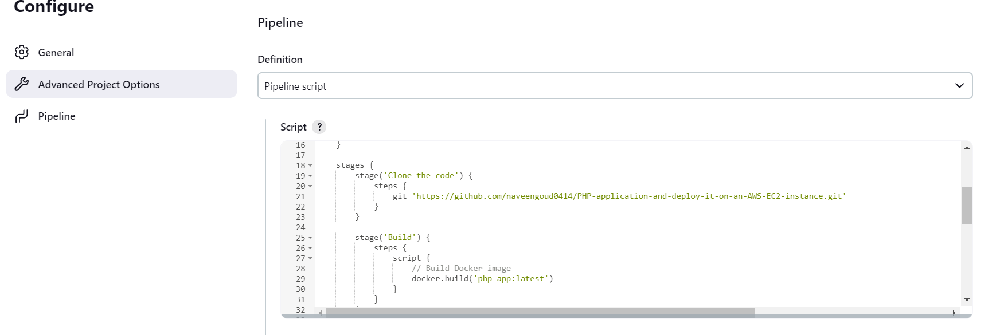 Configure
General
Advanced Project Options
Pipeline
Pipeline
Definition
Pipeline script
Script ?
16 }
17
18 stages {
19 stage('Clone the code') {
20 steps {
21 git 'https://github.com/naveengoud0414/PHP-application-and-deploy-it-on-an-AWS-EC2-instance.git'
22 }
23 }
24
25 stage('Build') {
26 steps {
27 script {
28 // Build Docker image
29 docker.build('php-app:latest')
30 }
31 }
32